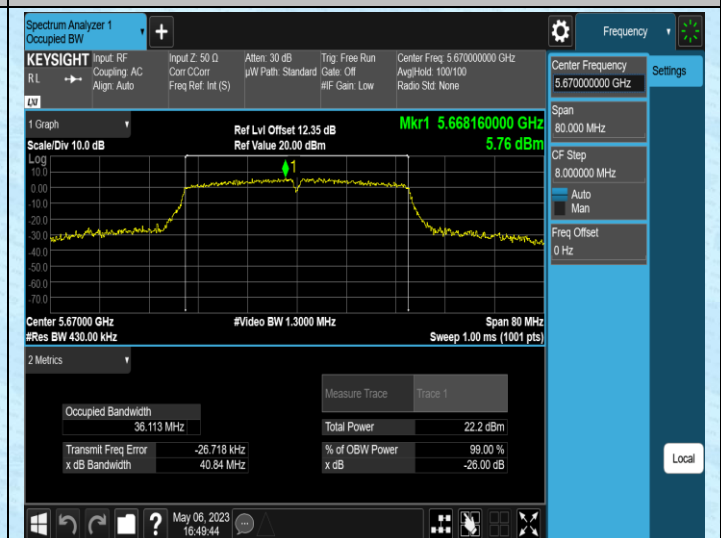 Spectrum Analyzer 1
Occupied BW
Frequency
KEYSIGHT
R L
LXI
Input: RF
Coupling: AC
Align: Auto
Input Z: 50 Ω
Corr CCorr
Freq Ref: Int (S)
Atten: 30 dB
µW Path: Standard
Trig: Free Run
Gate: Off
#IF Gain: Low
Center Freq: 5.670000000 GHz
Avg|Hold: 100/100
Radio Std: None
Center Frequency
5.670000000 GHz
Settings
Span
80.000 MHz
CF Step
8.000000 MHz
Auto
Man
Freq Offset
0 Hz
1 Graph
Scale/Div 10.0 dB
Ref Lvl Offset 12.35 dB
Ref Value 20.00 dBm
Mkr1 5.668160000 GHz
5.76 dBm
Log
10.0
0.00
-10.0
-20.0
-30.0
-40.0
-50.0
-60.0
-70.0
1
Center 5.67000 GHz
#Res BW 430.00 kHz
#Video BW 1.3000 MHz
Span 80 MHz
Sweep 1.00 ms (1001 pts)
2 Metrics
Measure Trace Trace 1
Occupied Bandwidth
36.113 MHz
Total Power 22.2 dBm
Transmit Freq Error -26.718 kHz
% of OBW Power 99.00 %
x dB Bandwidth 40.84 MHz
x dB -26.00 dB
Local
?
May 06, 2023
16:49:44